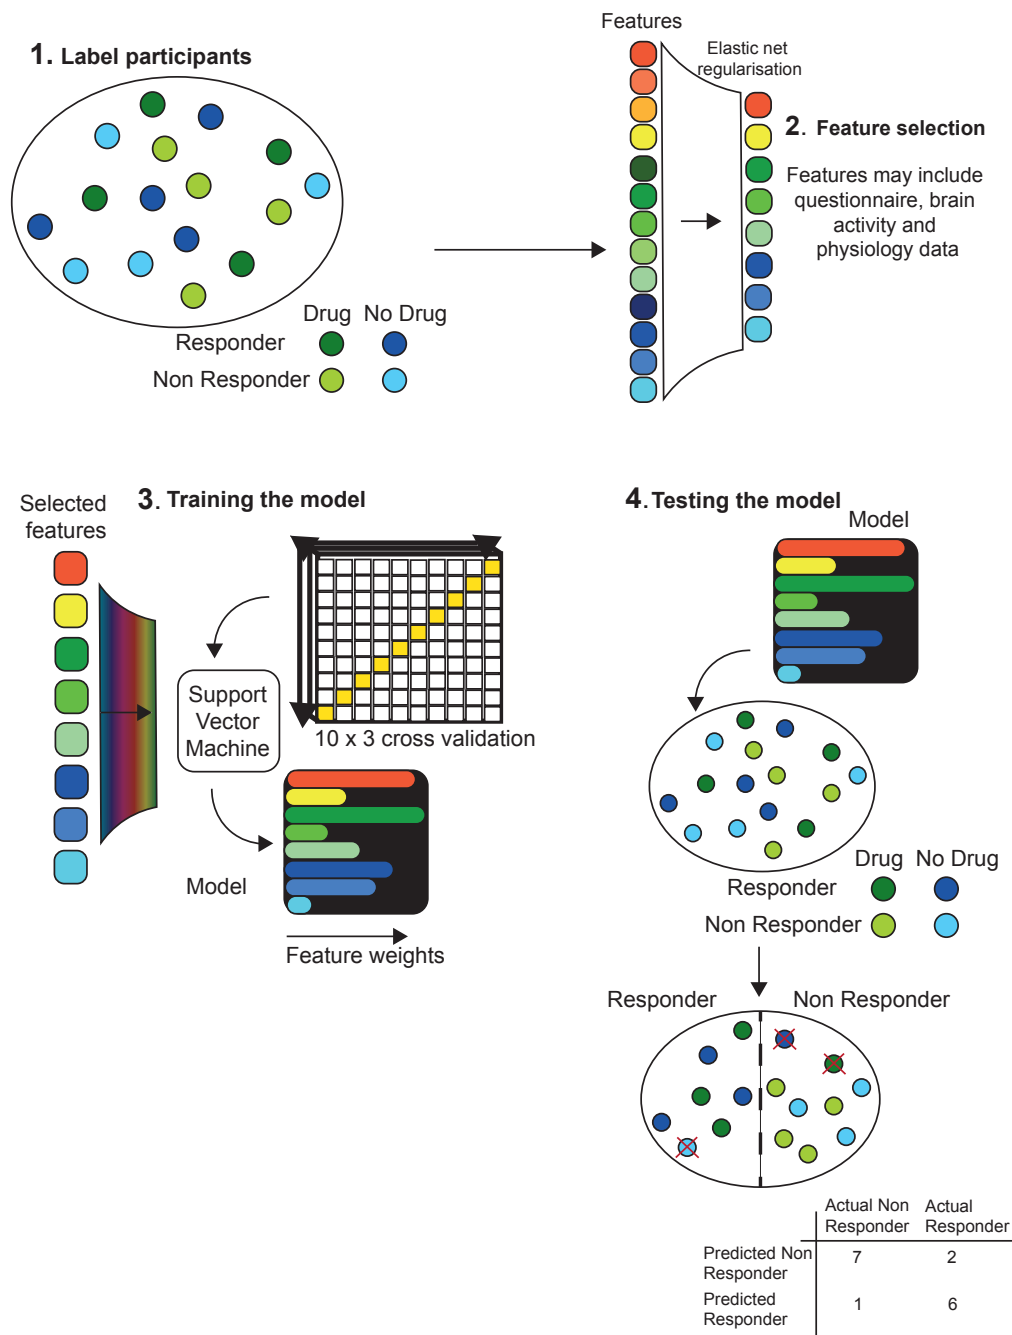 1. Label participants
Drug No Drug
Responder
Non Responder
Features
Elastic net
regularisation
2. Feature selection
Features may include
questionnaire, brain
activity and
physiology data
3. Training the model
Selected
features
Support
Vector
Machine
10 x 3 cross validation
Model
Feature weights
4. Testing the model
Model
Drug No Drug
Responder
Non Responder
Responder Non Responder
Actual Non Actual
Responder Responder
Predicted Non 7 2
Responder
Predicted 1 6
Responder